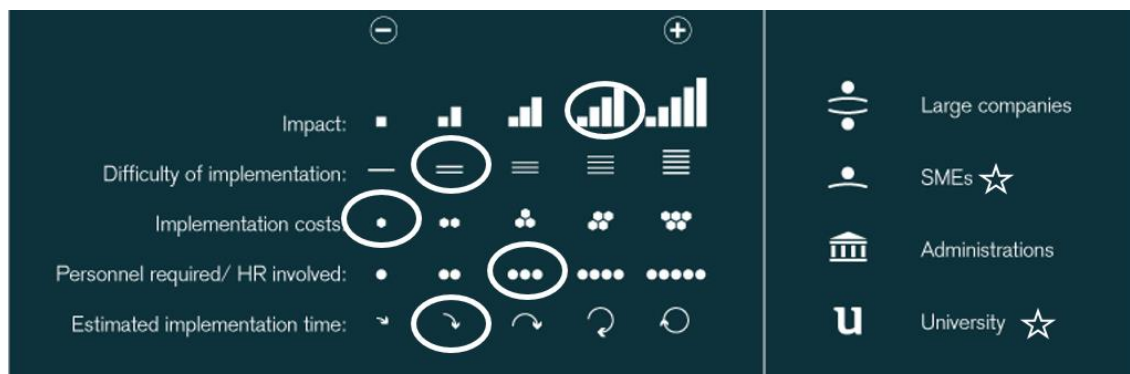 Impact:
Difficulty of implementation:
Implementation costs:
Personnel required/ HR involved:
Estimated implementation time:
Large companies
SMEs
Administrations
u University